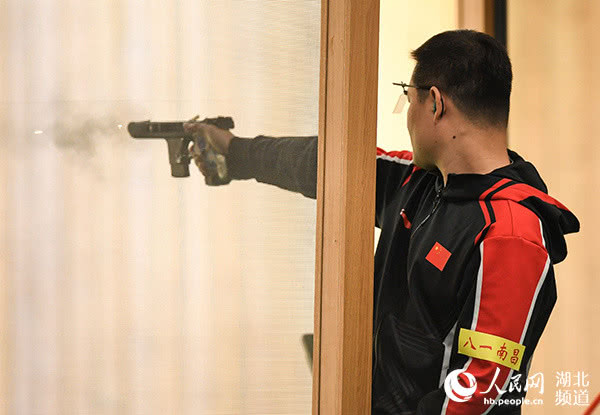 八一南昌
人民网 湖北
频道
hb.people.cn